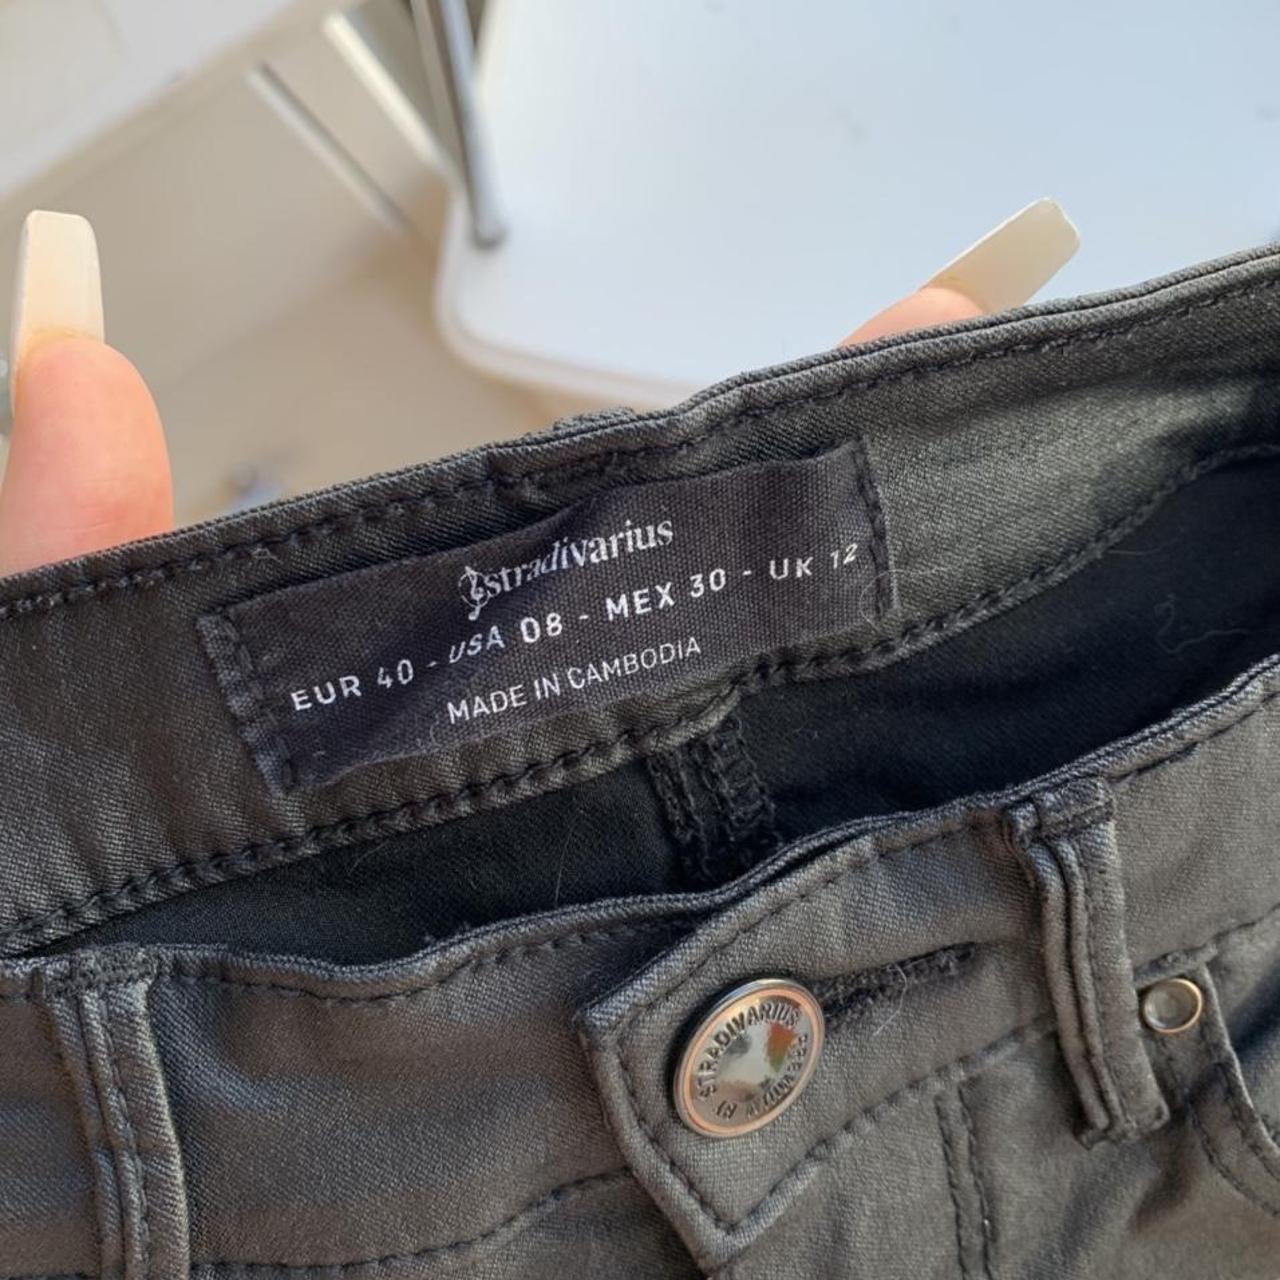 stradivarius
EUR 40 - USA 08 - MEX 30 - UK 12
MADE IN CAMBODIA
STRADIVARIUS